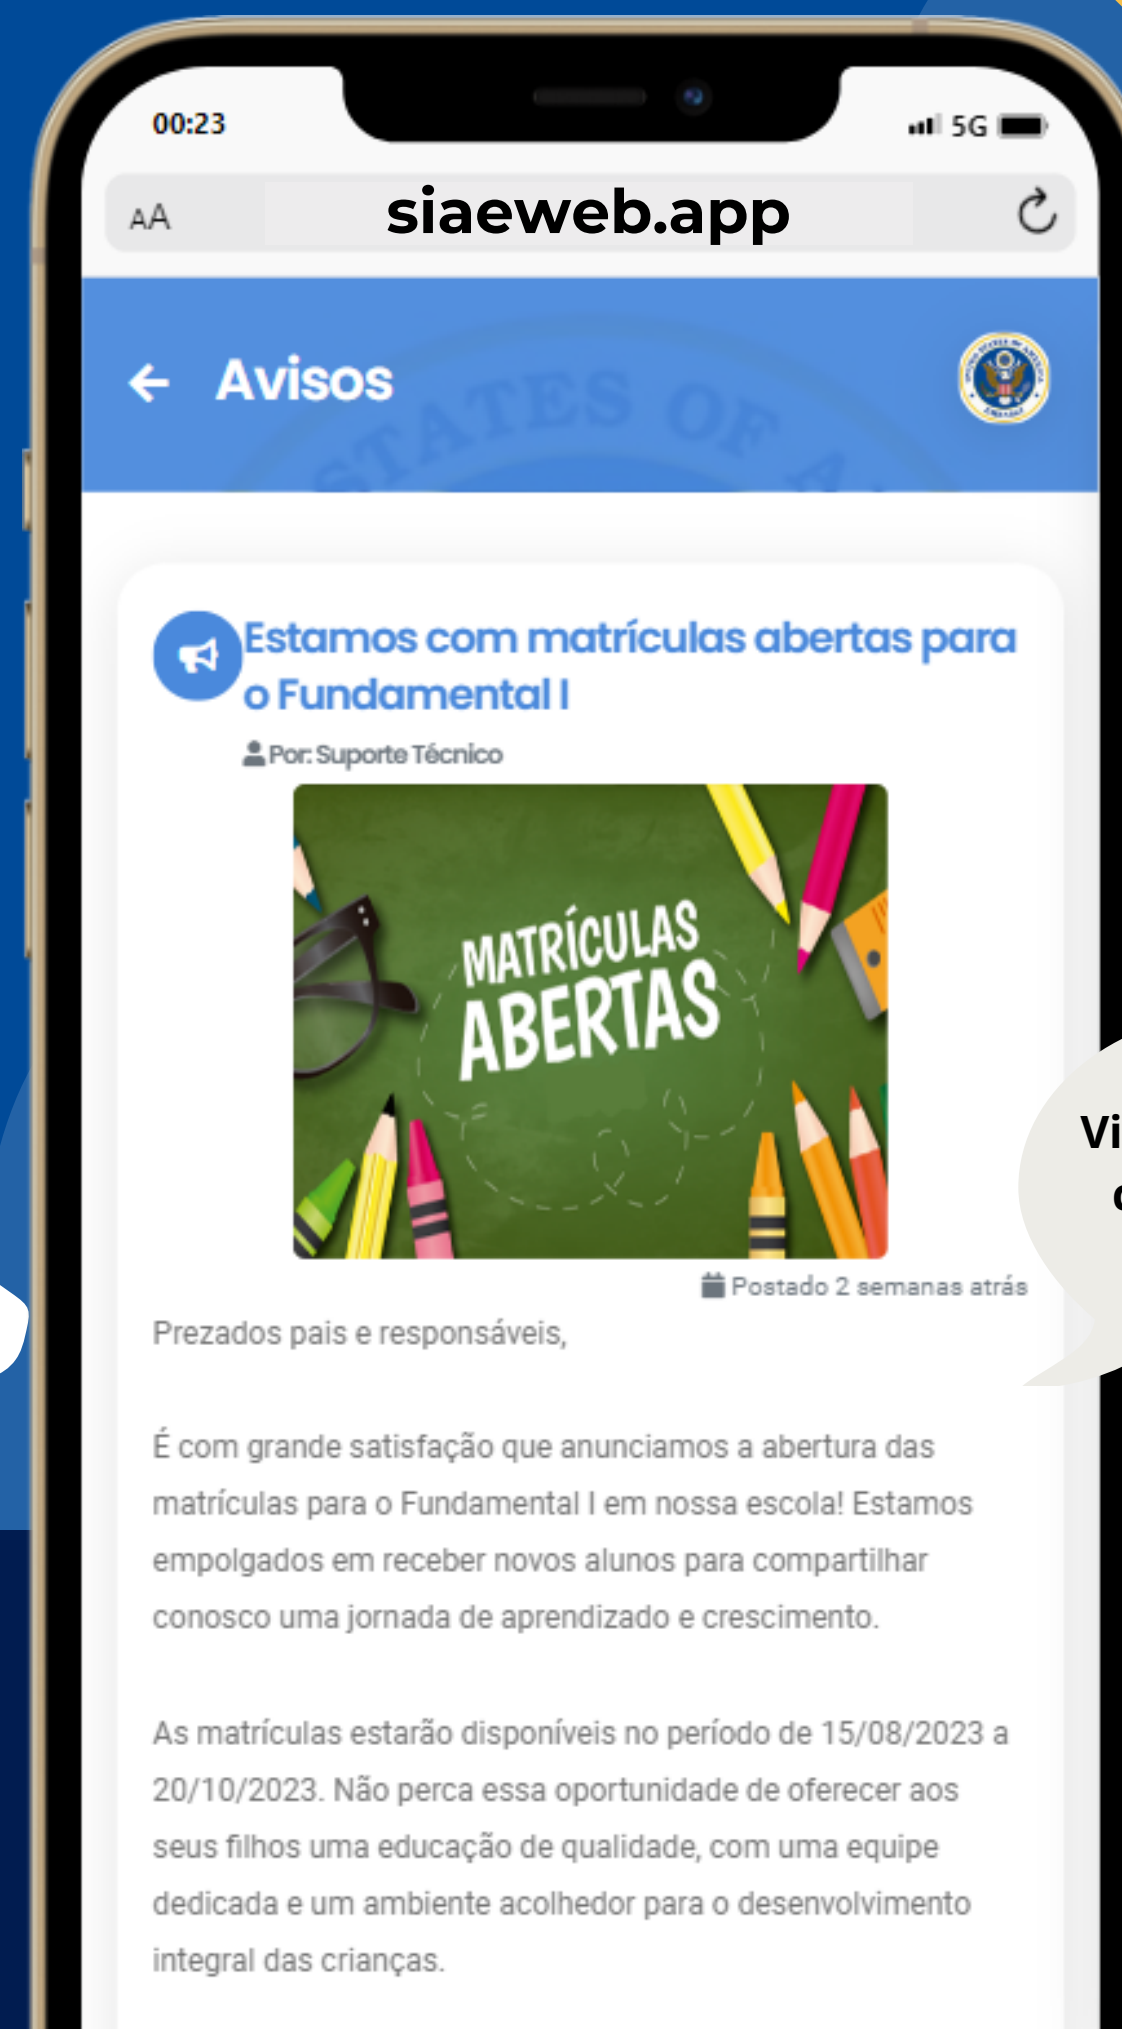 00:23
5G
AA
siaeweb.app
Avisos
STATES OF A
Estamos com matrículas abertas para
o Fundamental I
Por: Suporte Técnico
MATRÍCULAS
ABERTAS
Postado 2 semanas atrás
Prezados pais e responsáveis,
É com grande satisfação que anunciamos a abertura das
matrículas para o Fundamental I em nossa escola! Estamos
empolgados em receber novos alunos para compartilhar
conosco uma jornada de aprendizado e crescimento.
As matrículas estarão disponíveis no período de 15/08/2023 a
20/10/2023. Não perca essa oportunidade de oferecer aos
seus filhos uma educação de qualidade, com uma equipe
dedicada e um ambiente acolhedor para o desenvolvimento
integral das crianças.
Vi